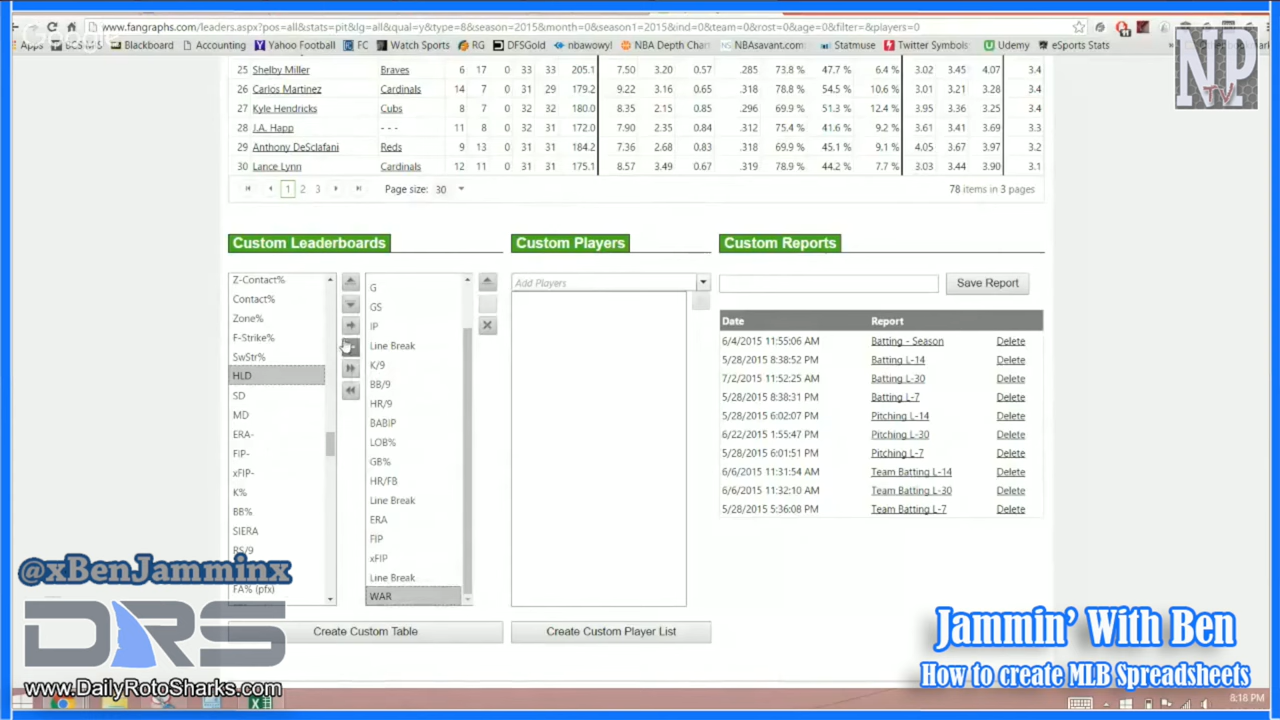 Google
www.fangraphs.com/leaders.aspx?pos=all&stats=pit&lg=all&qual=y&type=8&season=2015&month=0&season1=2015&ind=0&team=0&rost=0&age=0&filter=&players=0
Apps BCS MIS Blackboard Accounting Yahoo Football FC Watch Sports RG DFSGold nbawowy! NBA Depth Char NBAsavant.com Statmuse Twitter Symbols Udemy eSports Stats
NP
TV
25 Shelby Miller Braves 6 17 0 33 33 205.1 7.50 3.20 0.57 .285 73.8 % 47.7 % 6.4 % 3.02 3.45 4.07 3.4
26 Carlos Martinez Cardinals 14 7 0 31 29 179.2 9.22 3.16 0.65 .318 78.8 % 54.5 % 10.6 % 3.01 3.21 3.28 3.4
27 Kyle Hendricks Cubs 8 7 0 32 32 180.0 8.35 2.15 0.85 .296 69.9 % 51.3 % 12.4 % 3.95 3.36 3.25 3.4
28 J.A. Happ - - - 11 8 0 32 31 172.0 7.90 2.35 0.84 .312 75.4 % 41.6 % 9.2 % 3.61 3.41 3.69 3.3
29 Anthony DeSclafani Reds 9 13 0 31 31 184.2 7.36 2.68 0.83 .318 69.9 % 45.1 % 9.1 % 4.05 3.67 3.97 3.1
30 Lance Lynn Cardinals 12 11 0 31 31 175.1 8.57 3.49 0.67 .319 78.9 % 44.2 % 7.7 % 3.03 3.44 3.90 3.1
1 2 3 Page size: 30 78 items in 3 pages
Custom Leaderboards
Z-Contact%
Contact%
Zone%
F-Strike%
SwStr%
HLD
SD
MD
ERA-
FIP-
xFIP-
K%
BB%
SIERA
RS/9
FA% (pfx)
G
GS
IP
Line Break
K/9
BB/9
HR/9
BABIP
LOB%
GB%
HR/FB
Line Break
ERA
FIP
xFIP
Line Break
WAR
Create Custom Table
Custom Players
Add Players
Create Custom Player List
Custom Reports
Save Report
Date Report
6/4/2015 11:55:06 AM Batting - Season Delete
5/28/2015 8:38:52 PM Batting L-14 Delete
7/2/2015 11:52:25 AM Batting L-30 Delete
5/28/2015 8:38:31 PM Batting L-7 Delete
5/28/2015 6:02:07 PM Pitching L-14 Delete
6/22/2015 1:55:47 PM Pitching L-30 Delete
5/28/2015 6:01:51 PM Pitching L-7 Delete
6/6/2015 11:31:54 AM Team Batting L-14 Delete
6/6/2015 11:32:10 AM Team Batting L-30 Delete
5/28/2015 5:36:08 PM Team Batting L-7 Delete
@xBenJamminx
DRS
www.DailyRotoSharks.com
Jammin' With Ben
How to create MLB Spreadsheets
8:18 PM